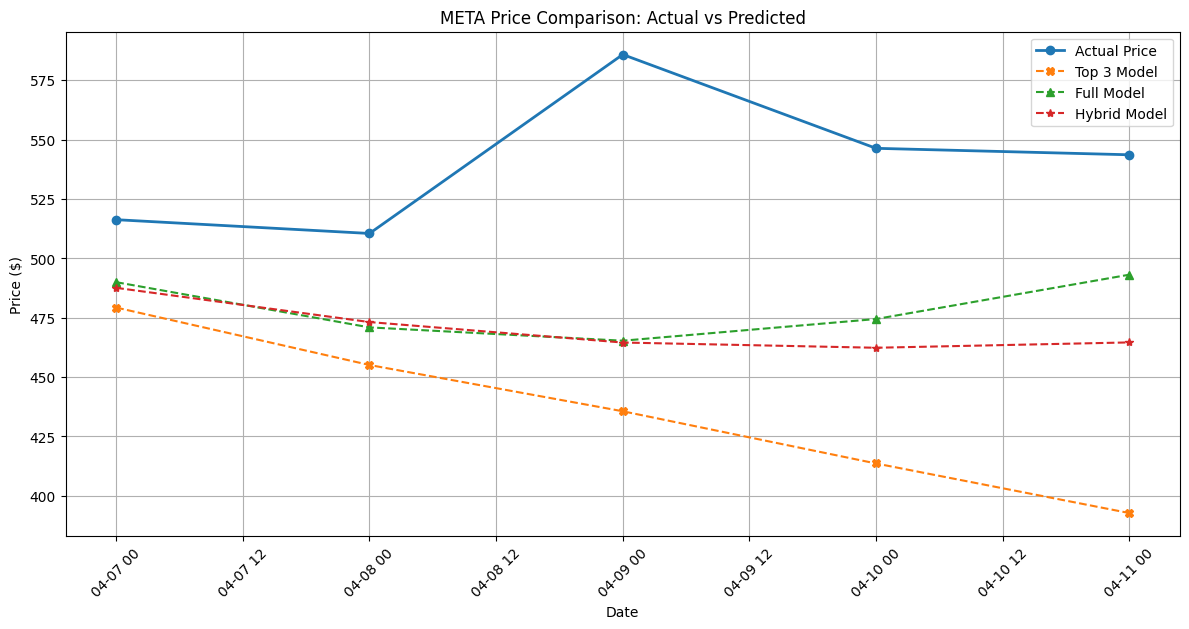 META Price Comparison: Actual vs Predicted
Actual Price
Top 3 Model
Full Model
Hybrid Model
Price ($)
575
550
525
500
475
450
425
400
04-07 00
04-07 12
04-08 00
04-08 12
04-09 00
04-09 12
04-10 00
04-10 12
04-11 00
Date